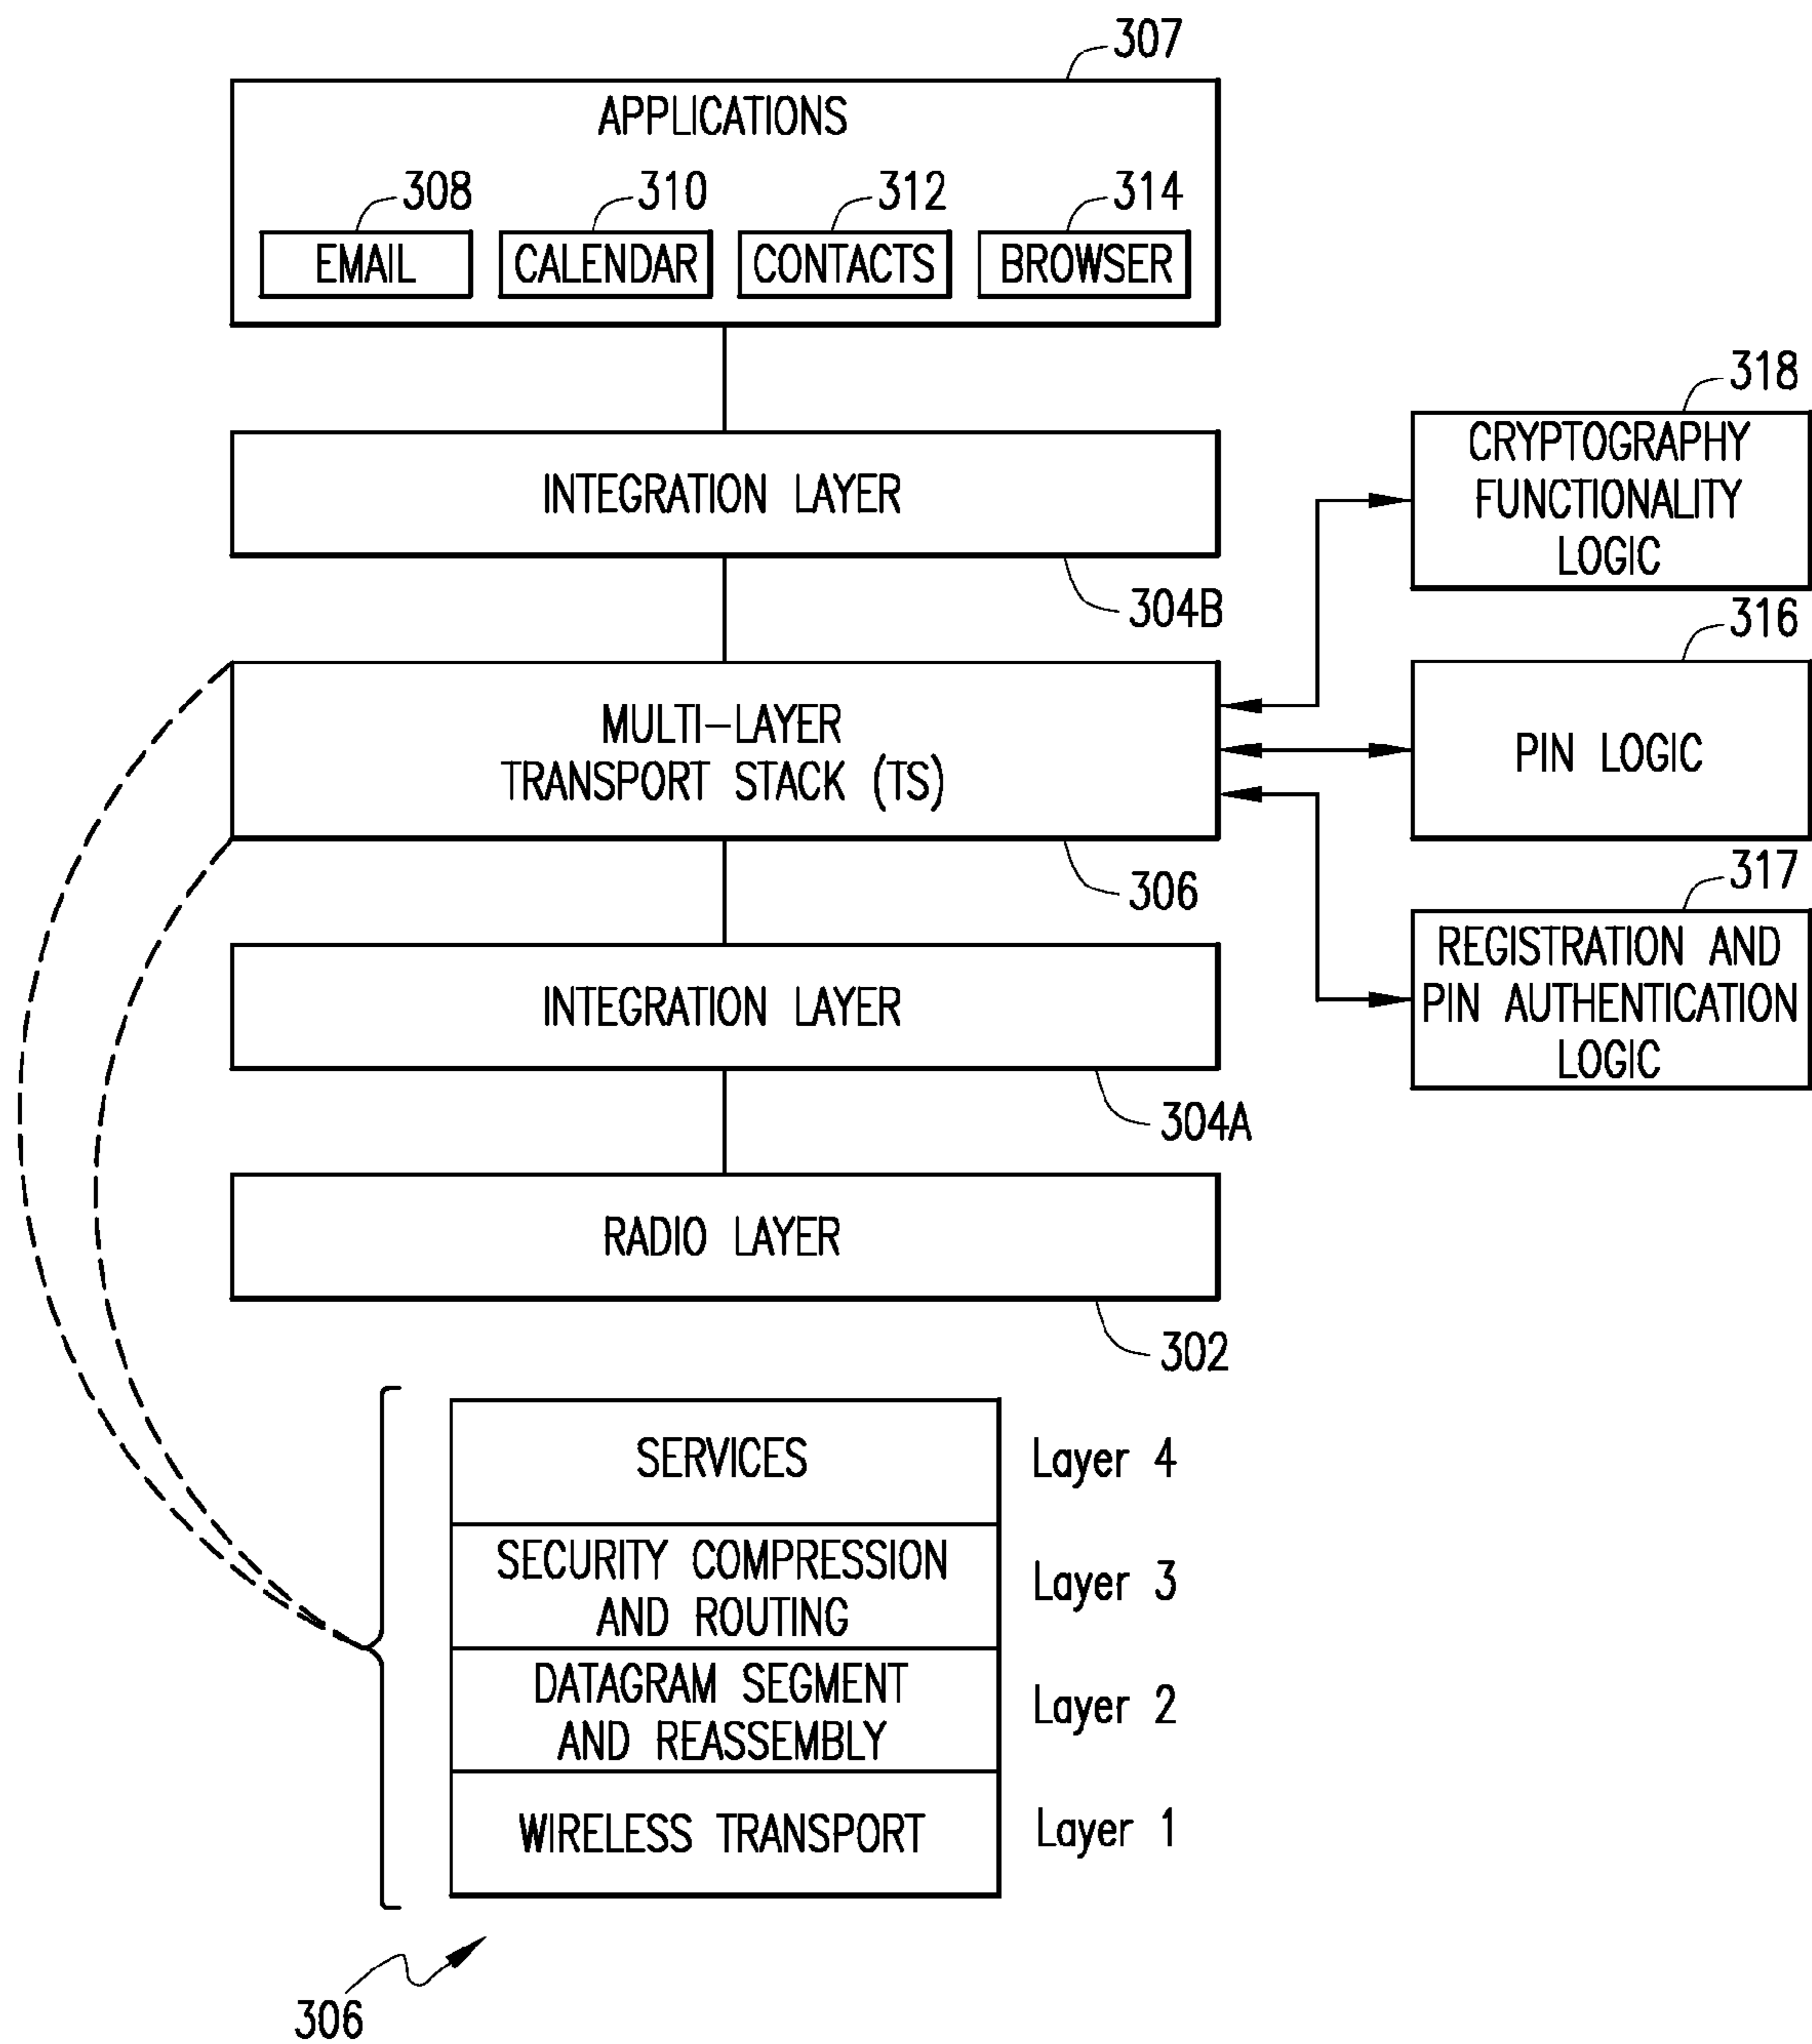 307
APPLICATIONS
308 310 312 314
EMAIL CALENDAR CONTACTS BROWSER
318
CRYPTOGRAPHY
FUNCTIONALITY
LOGIC
INTEGRATION LAYER
304B
316
MULTI-LAYER
TRANSPORT STACK (TS)
PIN LOGIC
306
317
REGISTRATION AND
PIN AUTHENTICATION
LOGIC
INTEGRATION LAYER
304A
RADIO LAYER
302
SERVICES Layer 4
SECURITY COMPRESSION
AND ROUTING
Layer 3
DATAGRAM SEGMENT
AND REASSEMBLY
Layer 2
WIRELESS TRANSPORT Layer 1
306